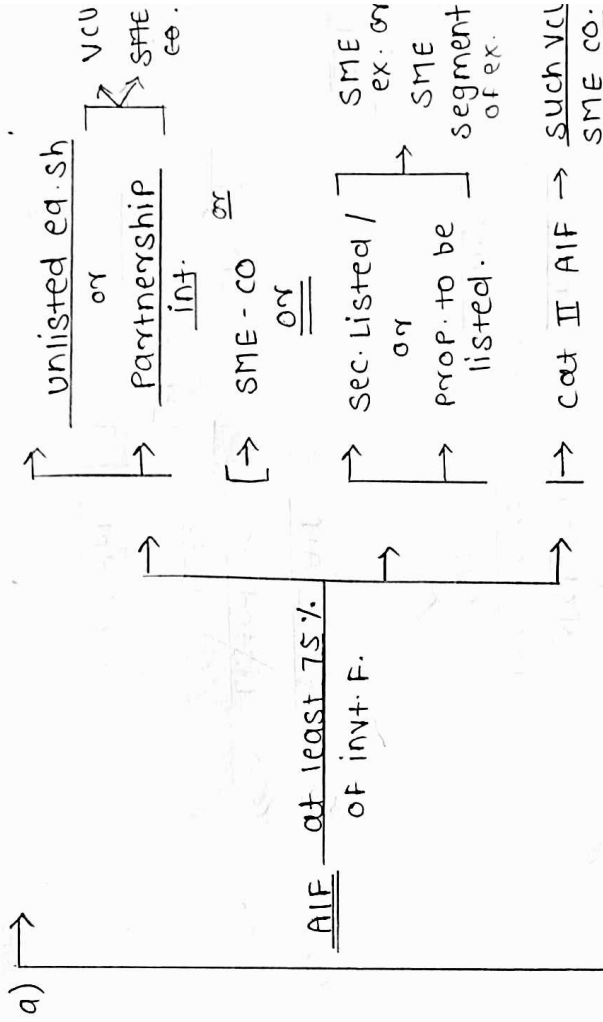 a)
AIF at least 75%
of invt. F.
unlisted eq. sh
or
Partnership
int.
VCU
SME
co.
or
SME - CO
or
sec. Listed /
or
prop. to be
listed.
SME
ex. or
SME
segment
of ex.
cat II AIF → such VCU
SME CO.